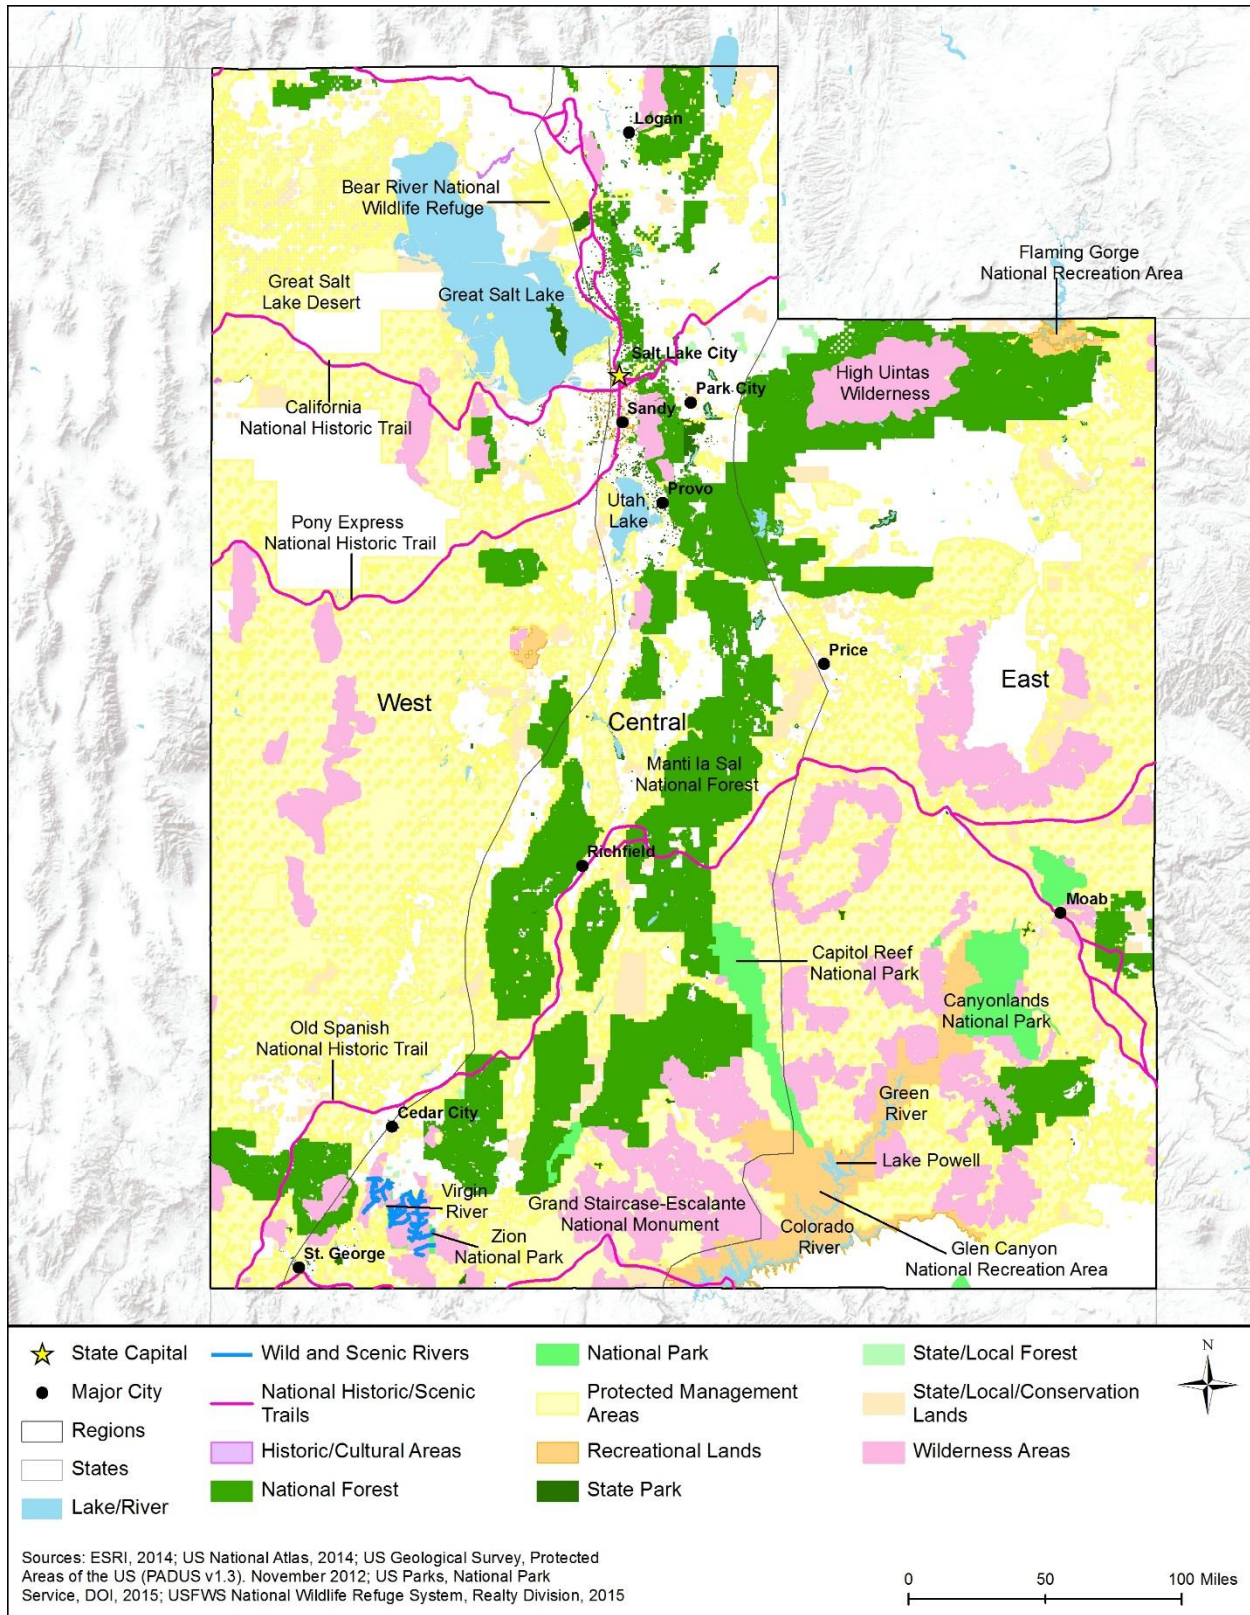 Logan
Bear River National
Wildlife Refuge
Flaming Gorge
National Recreation Area
Great Salt
Lake Desert
Great Salt Lake
Salt Lake City
High Uintas
Wilderness
Park City
California
National Historic Trail
Sandy
Provo
Utah
Lake
Pony Express
National Historic Trail
Price
West
East
Central
Manti la Sal
National Forest
Richfield
Moab
Capitol Reef
National Park
Canyonlands
National Park
Old Spanish
National Historic Trail
Green
River
Cedar City
Lake Powell
Virgin
River
Grand Staircase-Escalante
National Monument
Zion
National Park
Colorado
River
Glen Canyon
National Recreation Area
St. George
State Capital
Major City
Regions
States
Lake/River
Wild and Scenic Rivers
National Historic/Scenic
Trails
Historic/Cultural Areas
National Forest
National Park
Protected Management
Areas
Recreational Lands
State Park
State/Local Forest
State/Local/Conservation
Lands
Wilderness Areas
N
Sources: ESRI, 2014; US National Atlas, 2014; US Geological Survey, Protected
Areas of the US (PADUS v1.3). November 2012; US Parks, National Park
Service, DOI, 2015; USFWS National Wildlife Refuge System, Realty Division, 2015
0 50 100 Miles